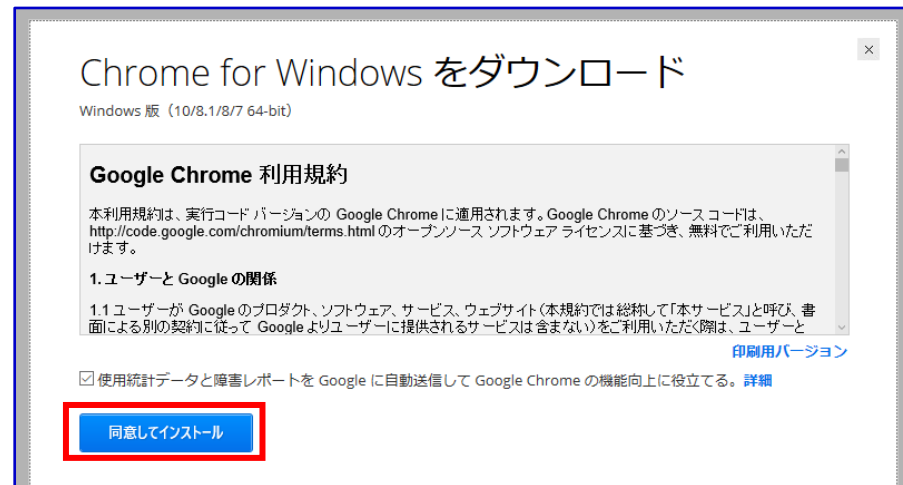 Chrome for Windows をダウンロード
Windows 版（10/8.1/8/7 64-bit）
Google Chrome 利用規約
本利用規約は、実行コード バージョンの Google Chrome に適用されます。Google Chrome のソース コードは、
http://code.google.com/chromium/terms.html のオープンソース ソフトウェア ライセンスに基づき、無料でご利用いただ
けます。
1. ユーザーと Google の関係
1.1 ユーザーが Google のプロダクト、ソフトウェア、サービス、ウェブサイト（本規約では総称して「本サービス」と呼び、書
面による別の契約に従って Google よりユーザーに提供されるサービスは含まない）をご利用いただく際は、ユーザーと
印刷用バージョン
使用統計データと障害レポートを Google に自動送信して Google Chrome の機能向上に役立てる。詳細
同意してインストール